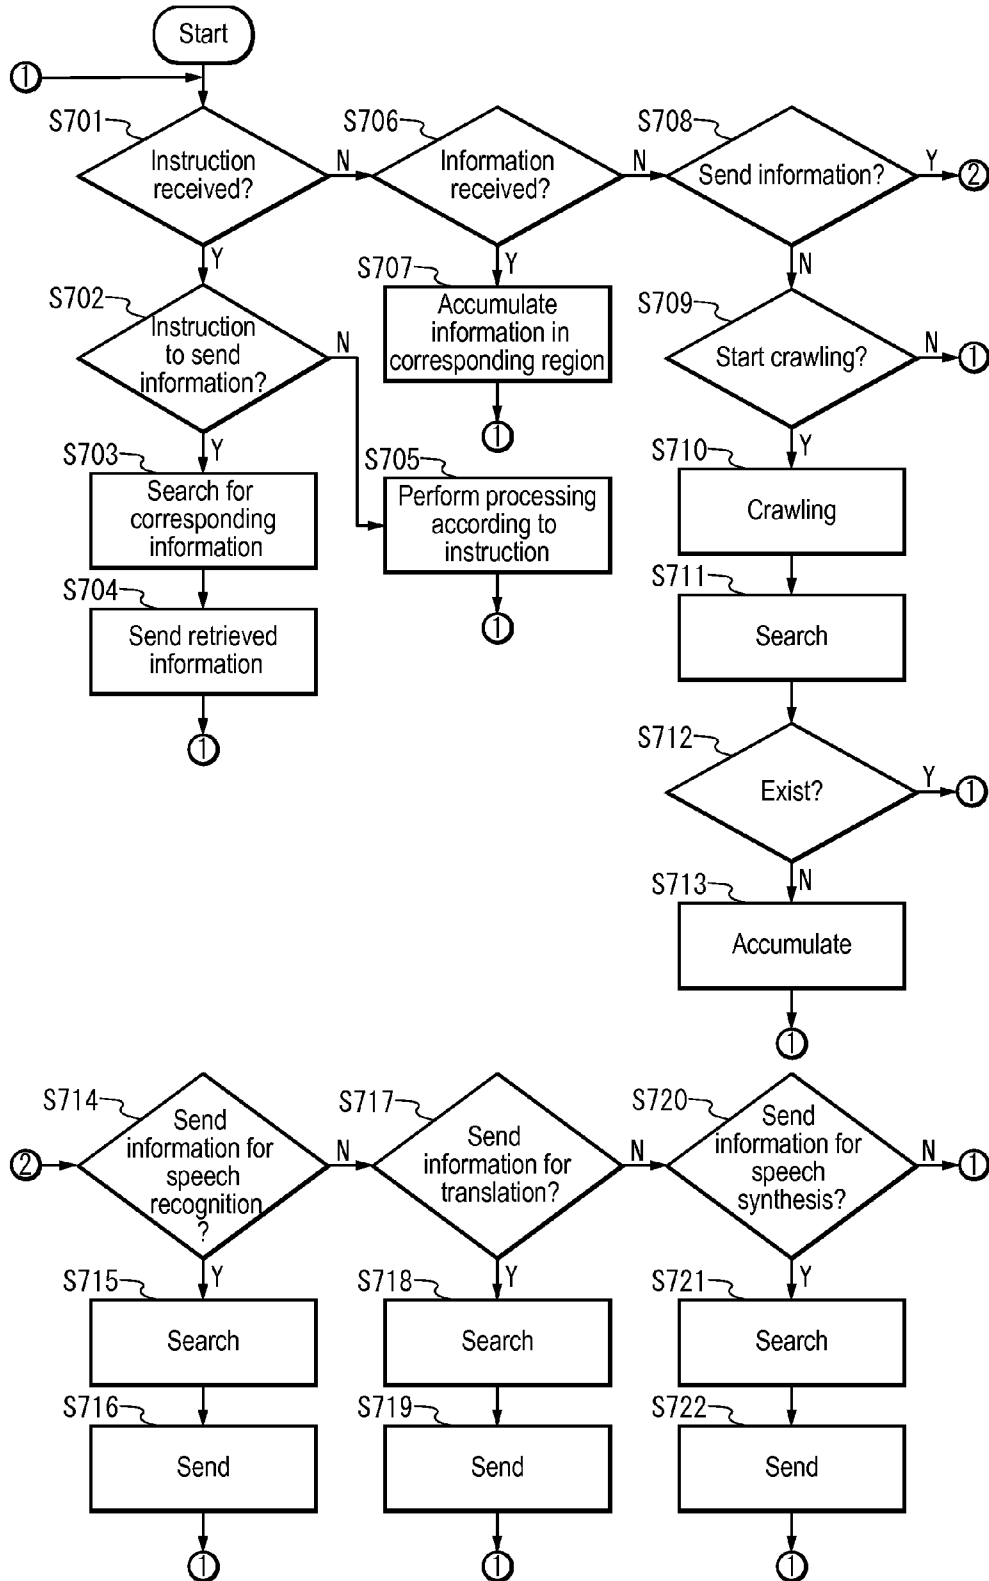 Start
1
S701
Instruction
received?
N
Y
S706
Information
received?
N
Y
S708
Send information?
Y
2
N
S702
Instruction
to send
information?
N
Y
S707
Accumulate
information in
corresponding region
1
S709
Start crawling?
N
1
Y
S703
Search for
corresponding
information
S705
Perform processing
according to
instruction
1
S710
Crawling
S704
Send retrieved
information
1
S711
Search
S712
Exist?
Y
1
N
S713
Accumulate
1
2
S714
Send
information for
speech
recognition
?
N
Y
S717
Send
information for
translation?
N
Y
S720
Send
information for
speech
synthesis?
N
1
Y
S715
Search
S718
Search
S721
Search
S716
Send
1
S719
Send
1
S722
Send
1